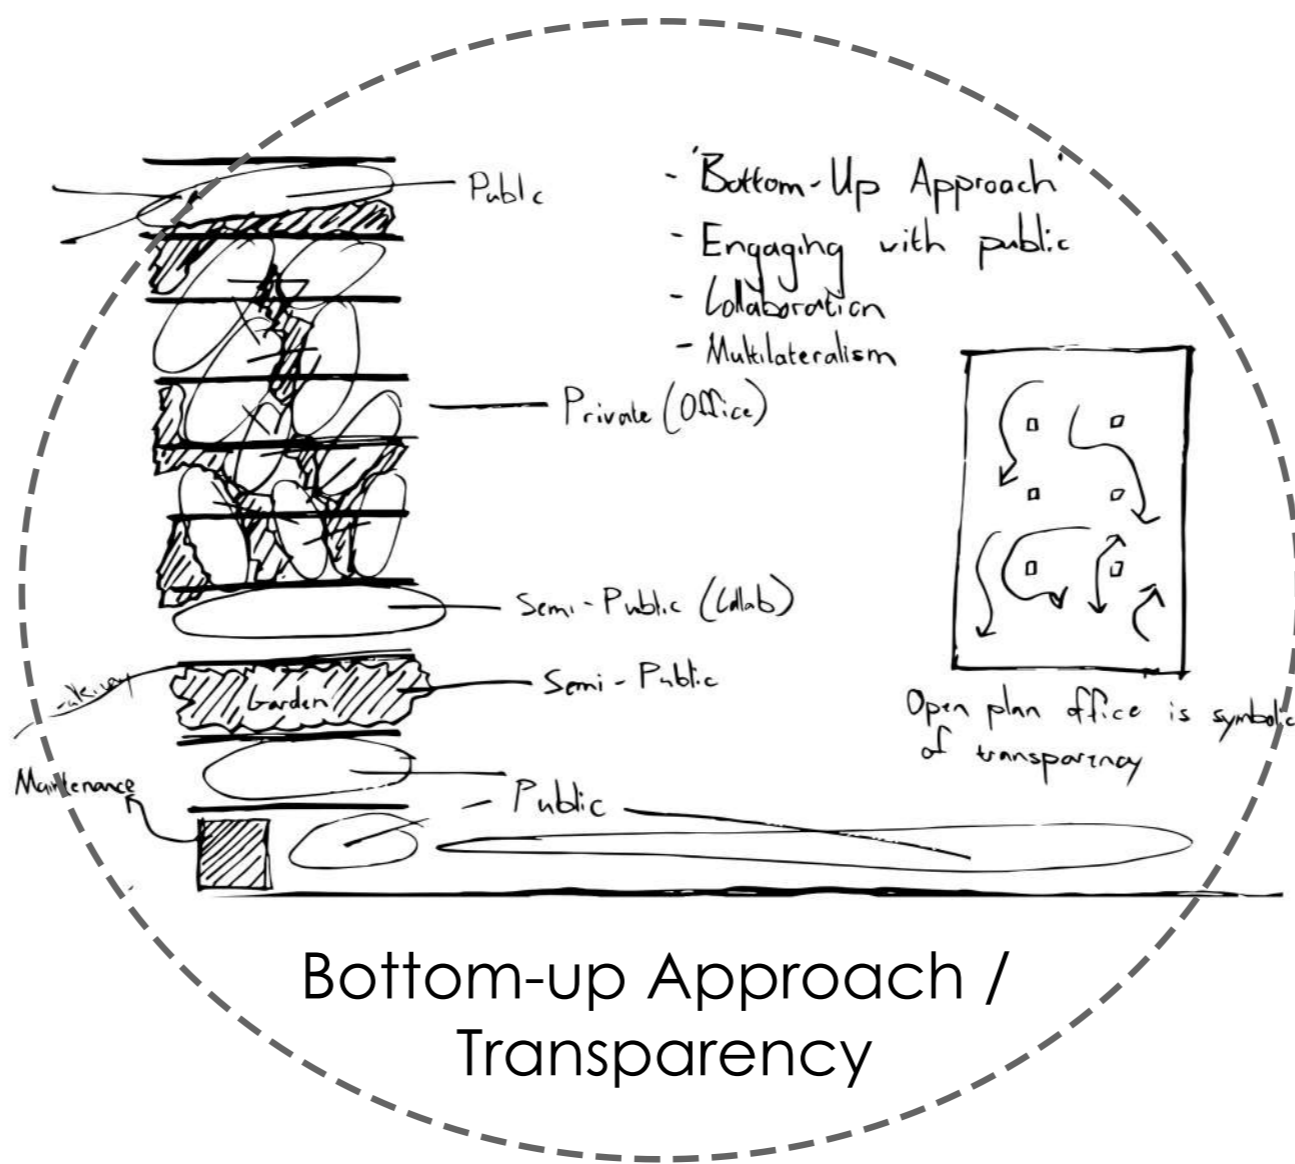 Public
- 'Bottom-Up Approach'
- Engaging with public
- Collaboration
- Multilateralism
Private (Office)
Semi-Public (Collab)
Garden
Semi-Public
Open plan office is symbolic
of transparency
Maintenance
- Public
Bottom-up Approach /
Transparency